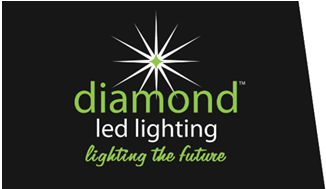 diamond™
led lighting
lighting the future